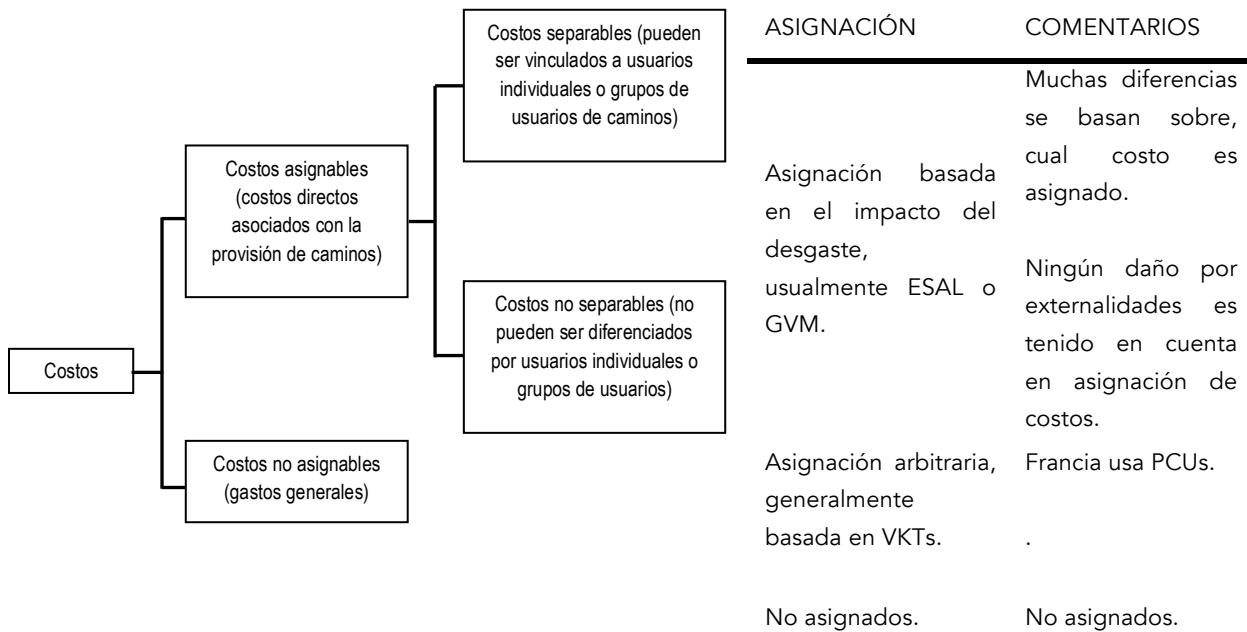 Costos
Costos asignables
(costos directos
asociados con la
provisión de caminos)
Costos no asignables
(gastos generales)
Costos separables (pueden
ser vinculados a usuarios
individuales o grupos de
usuarios de caminos)
Costos no separables (no
pueden ser diferenciados
por usuarios individuales o
grupos de usuarios)
ASIGNACIÓN
COMENTARIOS
Asignación basada
en el impacto del
desgaste,
usualmente ESAL o
GVM.
Muchas diferencias
se basan sobre,
cual costo es
asignado.
Ningún daño por
externalidades es
tenido en cuenta
en asignación de
costos.
Asignación arbitraria,
generalmente
basada en VKTs.
Francia usa PCUs.
.
No asignados.
No asignados.